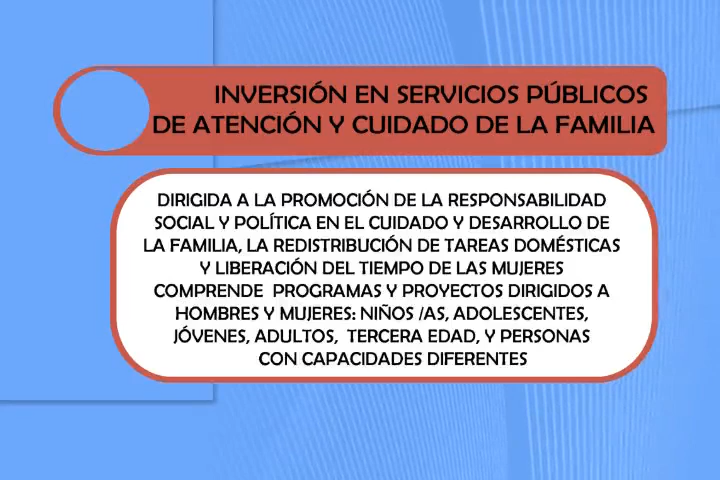 INVERSIÓN EN SERVICIOS PÚBLICOS
DE ATENCIÓN Y CUIDADO DE LA FAMILIA
DIRIGIDA A LA PROMOCIÓN DE LA RESPONSABILIDAD
SOCIAL Y POLÍTICA EN EL CUIDADO Y DESARROLLO DE
LA FAMILIA, LA REDISTRIBUCIÓN DE TAREAS DOMÉSTICAS
Y LIBERACIÓN DEL TIEMPO DE LAS MUJERES
COMPRENDE PROGRAMAS Y PROYECTOS DIRIGIDOS A
HOMBRES Y MUJERES: NIÑOS /AS, ADOLESCENTES,
JÓVENES, ADULTOS, TERCERA EDAD, Y PERSONAS
CON CAPACIDADES DIFERENTES